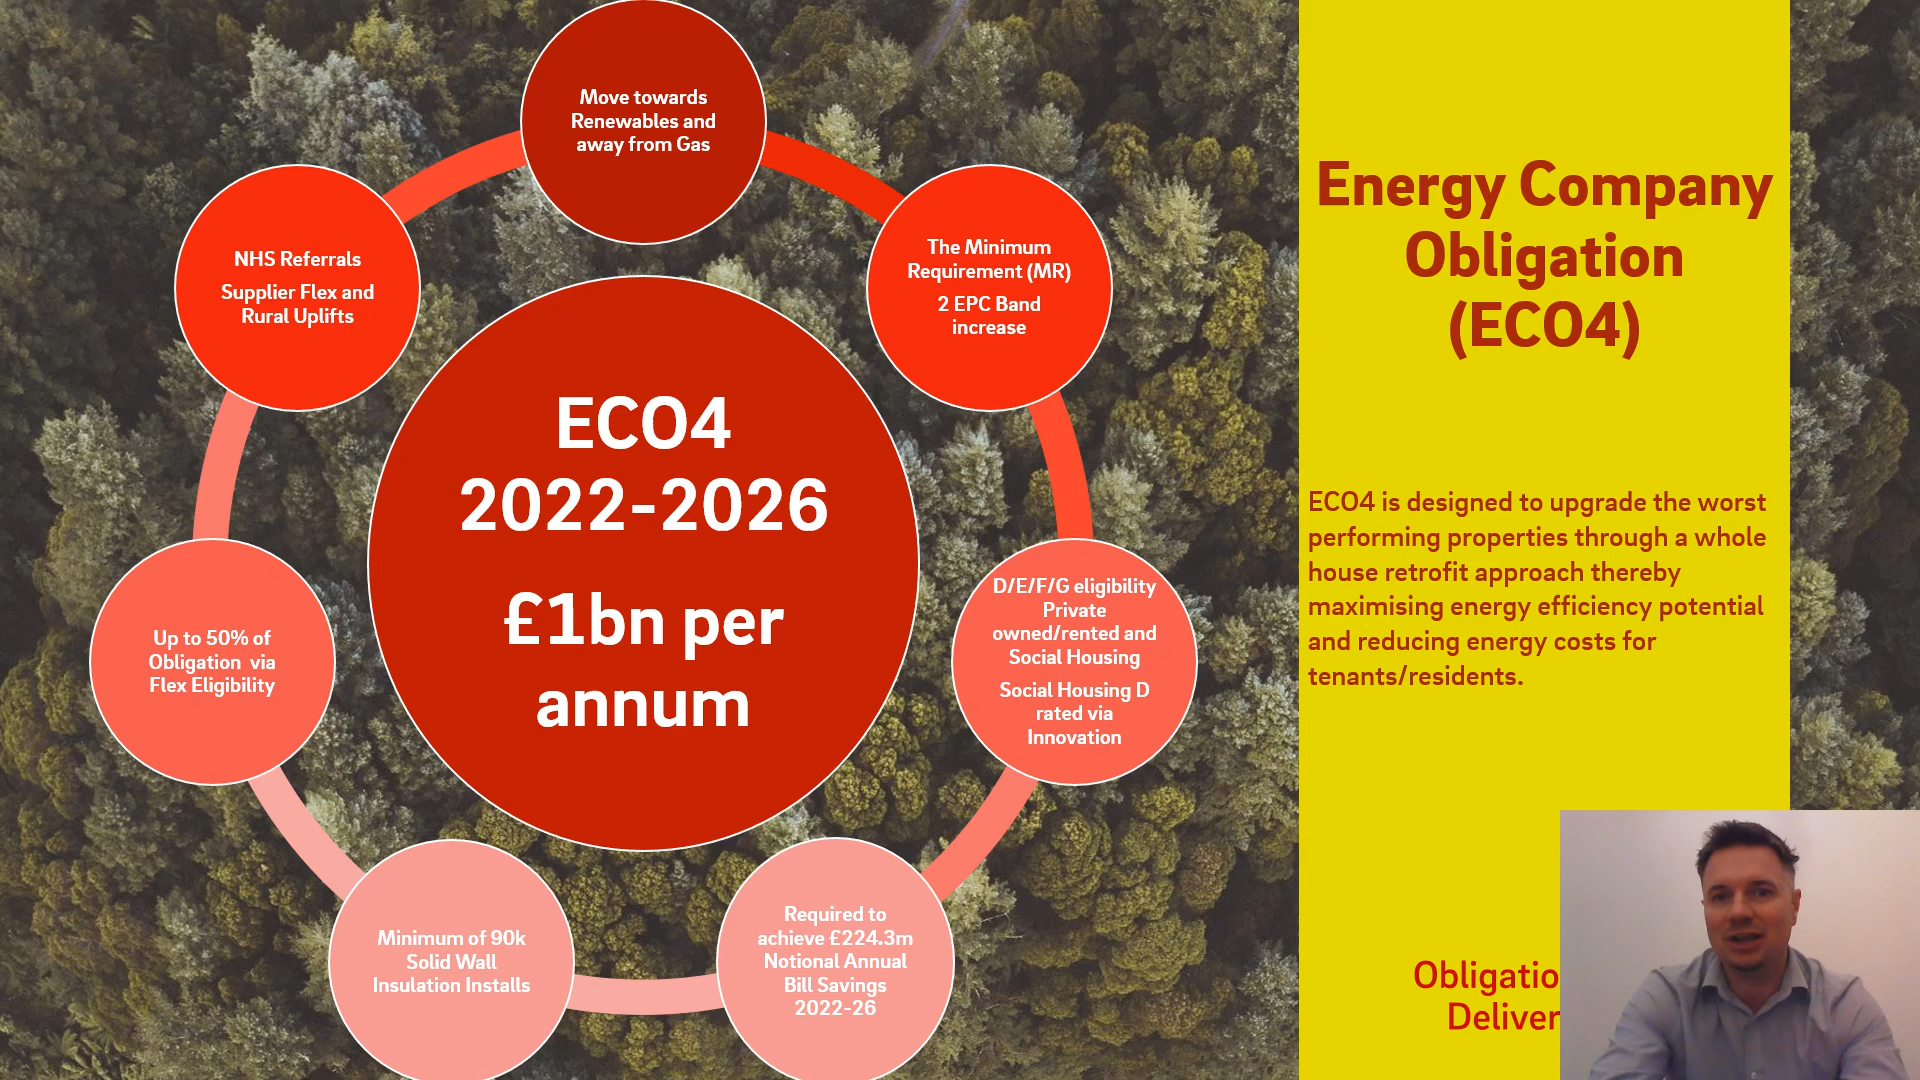 Move towards
Renewables and
away from Gas
The Minimum
Requirement (MR)
2 EPC Band
increase
D/E/F/G eligibility
Private
owned/rented and
Social Housing
Social Housing D
rated via
Innovation
Required to
achieve £224.3m
Notional Annual
Bill Savings
2022-26
Minimum of 90k
Solid Wall
Insulation Installs
Up to 50% of
Obligation via
Flex Eligibility
NHS Referrals
Supplier Flex and
Rural Uplifts
ECO4
2022-2026
£1bn per
annum
Energy Company
Obligation
(ECO4)
ECO4 is designed to upgrade the worst
performing properties through a whole
house retrofit approach thereby
maximising energy efficiency potential
and reducing energy costs for
tenants/residents.
Obligatio
Deliver